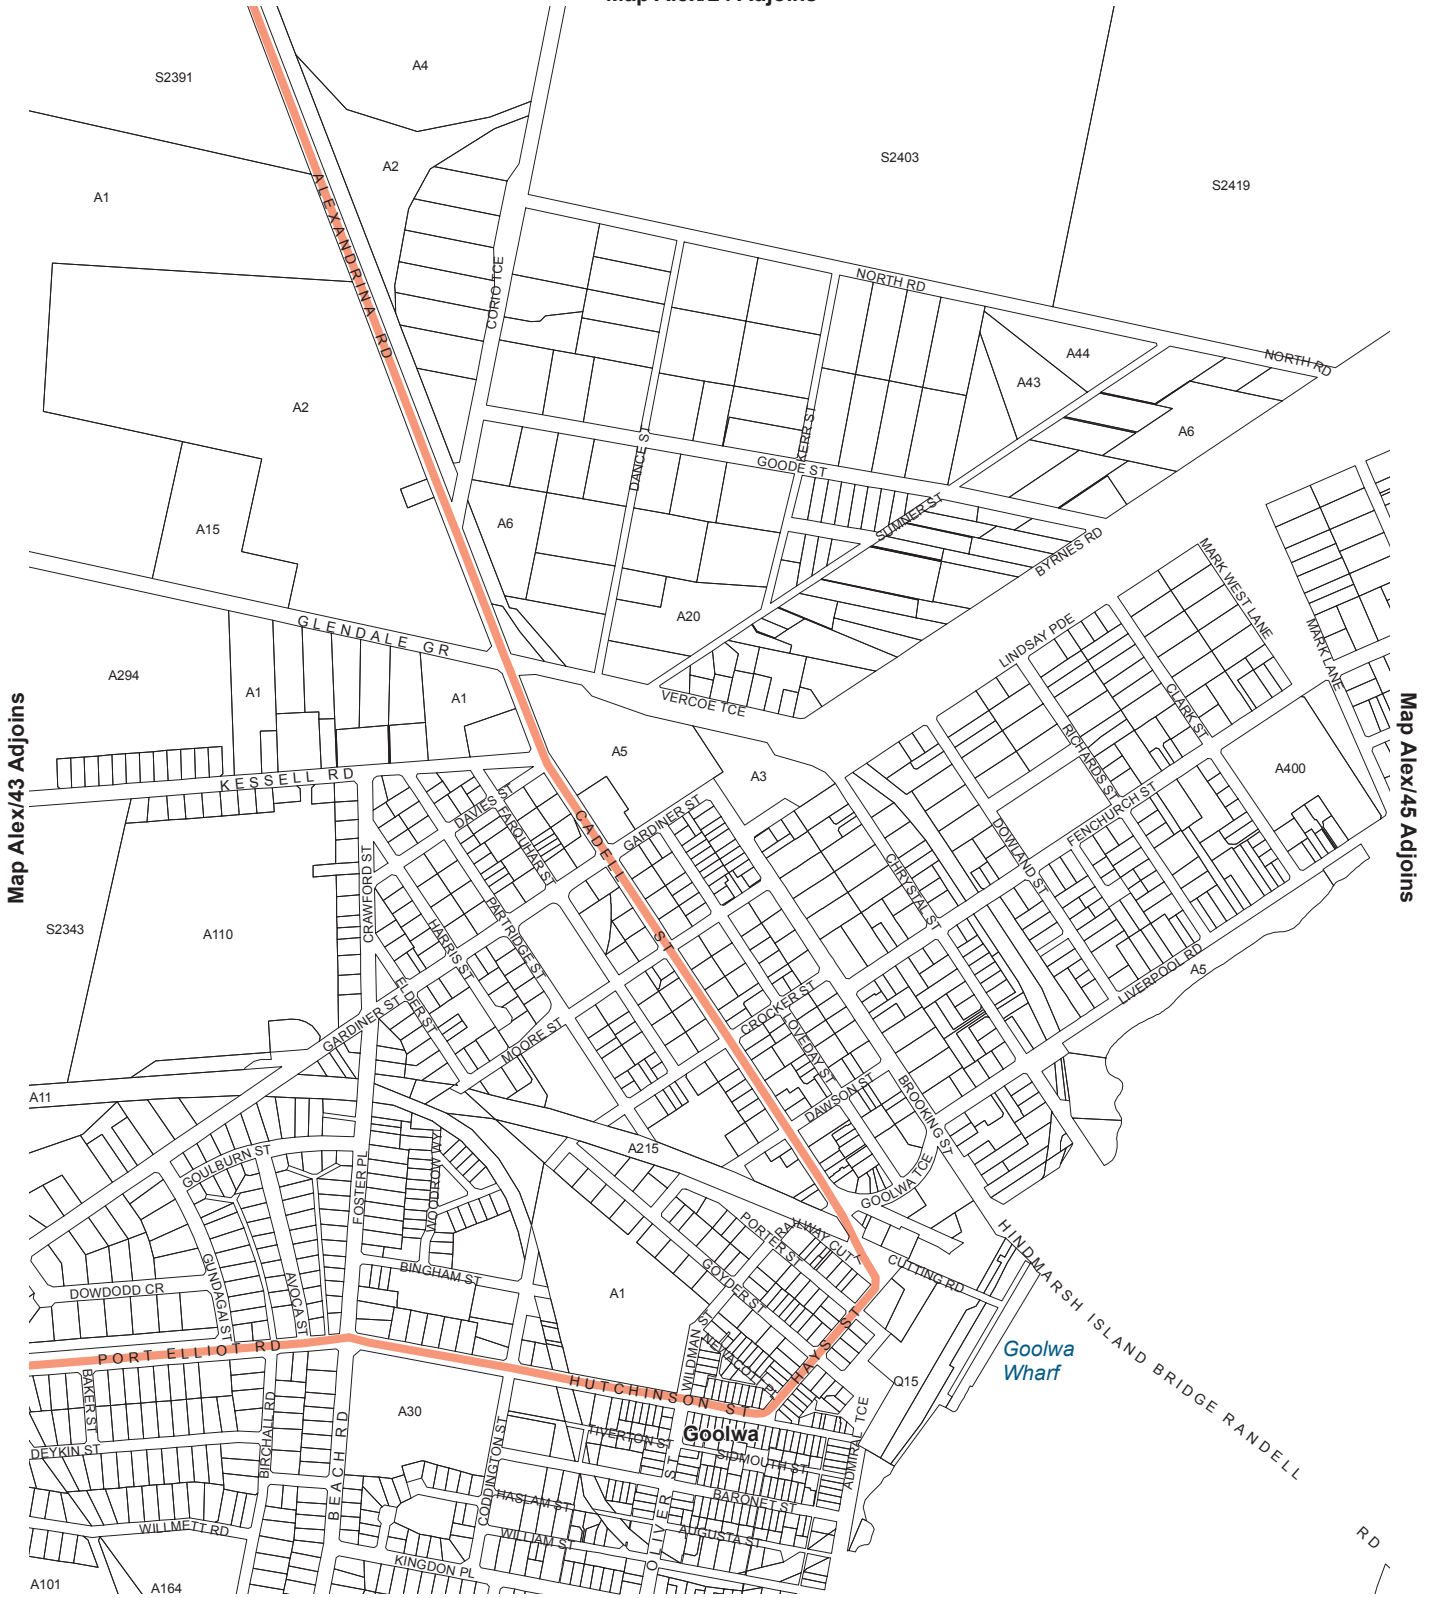 S2391
A4
S2403
S2419
A2
A1
ALEXANDRINA RD
CORIO TCE
NORTH RD
NORTH RD
A44
A43
A2
A6
KERR ST
DANCE ST
GOODE ST
A15
A6
SUMNER ST
BYRNES RD
MARK WEST LANE
A20
GLENDALE GR
LINDSAY PDE
MARK LANE
A294
A1
A1
VERCOE TCE
CLARK ST
Map Alex/43 Adjoins
Map Alex/45 Adjoins
A5
A3
RICHARDS ST
A400
KESSELL RD
DAVIES ST
FARQUHAR ST
CADELL ST
GARDINER ST
FENCHURCH ST
DOWLAND ST
CHRYSTAL ST
CRAWFORD ST
PARTRIDGE ST
HARRIS ST
S2343
A110
LIVERPOOL RD
A5
ELDER ST
GARDINER ST
MOORE ST
CROCKER ST
LOVEDAY ST
DAWSON ST
BROOKING ST
A11
A215
GOULBURN ST
FOSTER PL
WOODROW WY
GOOLWA TCE
PORTER ST
RAILWAY CUTT
CUTTING RD
HINDMARSH ISLAND BRIDGE RANDELL
RD
GUNDAGAI ST
AVOCA ST
BINGHAM ST
GOYDER ST
DOWDODD CR
A1
PORT ELLIOT RD
WILDMAN ST
NEWACOTT PL
HAYS ST
Goolwa
Wharf
BAKER ST
HUTCHINSON ST
Q15
A30
BIRCHALL RD
BEACH RD
CODDINGTON ST
TIVERTON ST
Goolwa
SIDMOUTH ST
ADMIRAL TCE
DEYKIN ST
HASLAM ST
BARONET ST
OLIVER ST
WILLMETT RD
WILLIAM ST
AUGUSTA ST
KINGDON PL
A101
A164